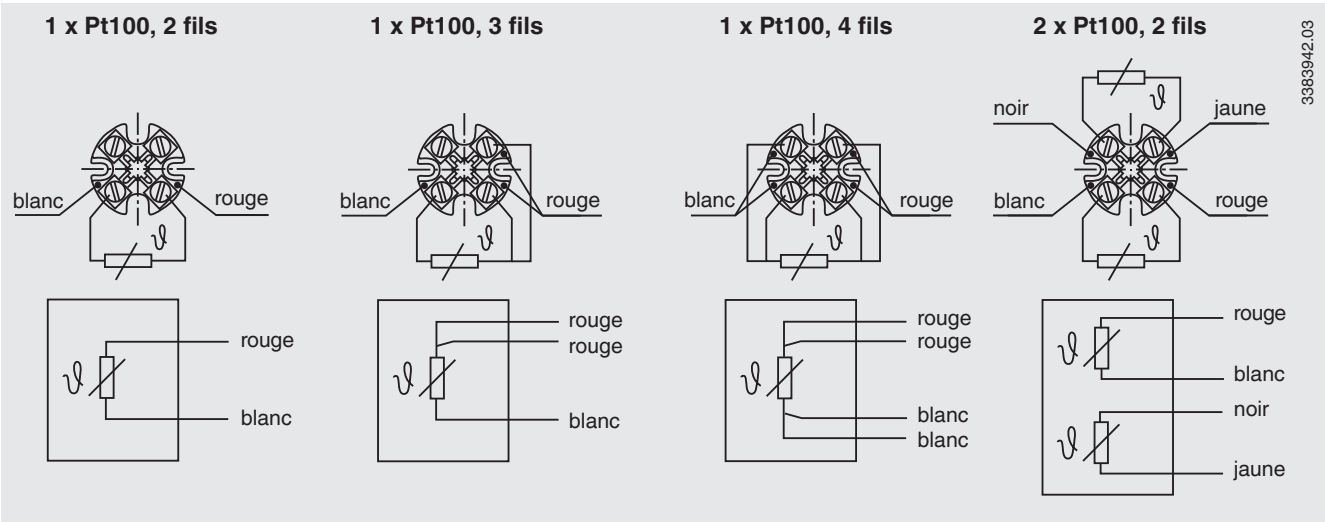 1 x Pt100, 2 fils
1 x Pt100, 3 fils
1 x Pt100, 4 fils
2 x Pt100, 2 fils
3383942.03
blanc
rouge
blanc
rouge
blanc
rouge
noir
jaune
blanc
rouge
ϑ
ϑ
ϑ
ϑ
ϑ
rouge
blanc
ϑ
rouge
rouge
blanc
ϑ
rouge
rouge
blanc
blanc
ϑ
rouge
blanc
noir
jaune
ϑ
ϑ